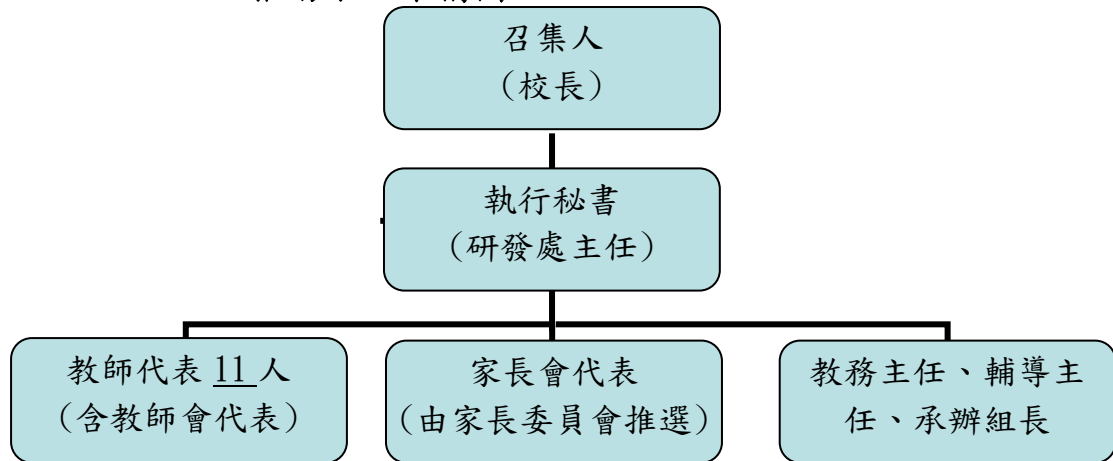 召集人
（校長）
執行秘書
（研發處主任）
教師代表 11 人
（含教師會代表）
家長會代表
（由家長委員會推選）
教務主任、輔導主
任、承辦組長